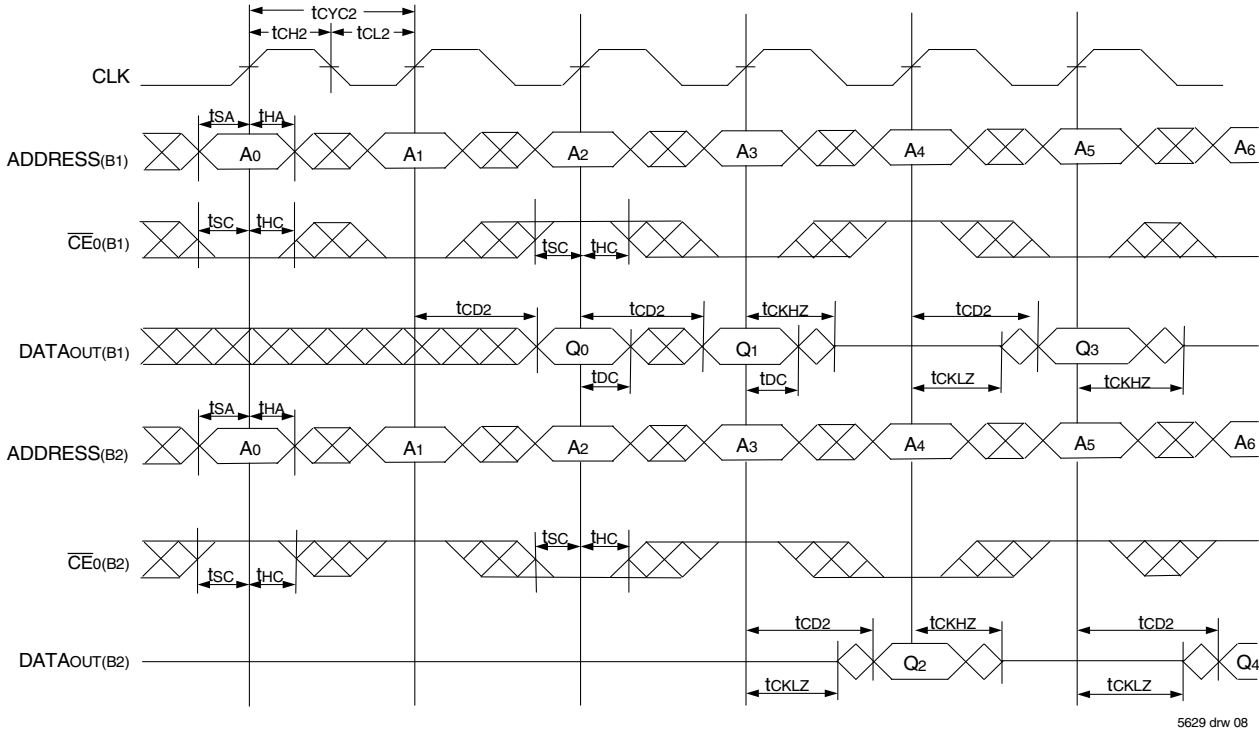 tCYC2
tCH2 tCL2
CLK
tSA tHA
ADDRESS(B1) A0 A1 A2 A3 A4 A5 A6
tSC tHC
CE0(B1)
tSC tHC
tCD2 tCD2 tCKHZ tCD2
DATAOUT(B1) Q0 Q1 Q3
tDC tDC tCKLZ tCKHZ
tSA tHA
ADDRESS(B2) A0 A1 A2 A3 A4 A5 A6
tSC tHC
CE0(B2)
tSC tHC
tCD2 tCKHZ tCD2
DATAOUT(B2) Q2 Q4
tCKLZ tCKLZ
5629 drw 08